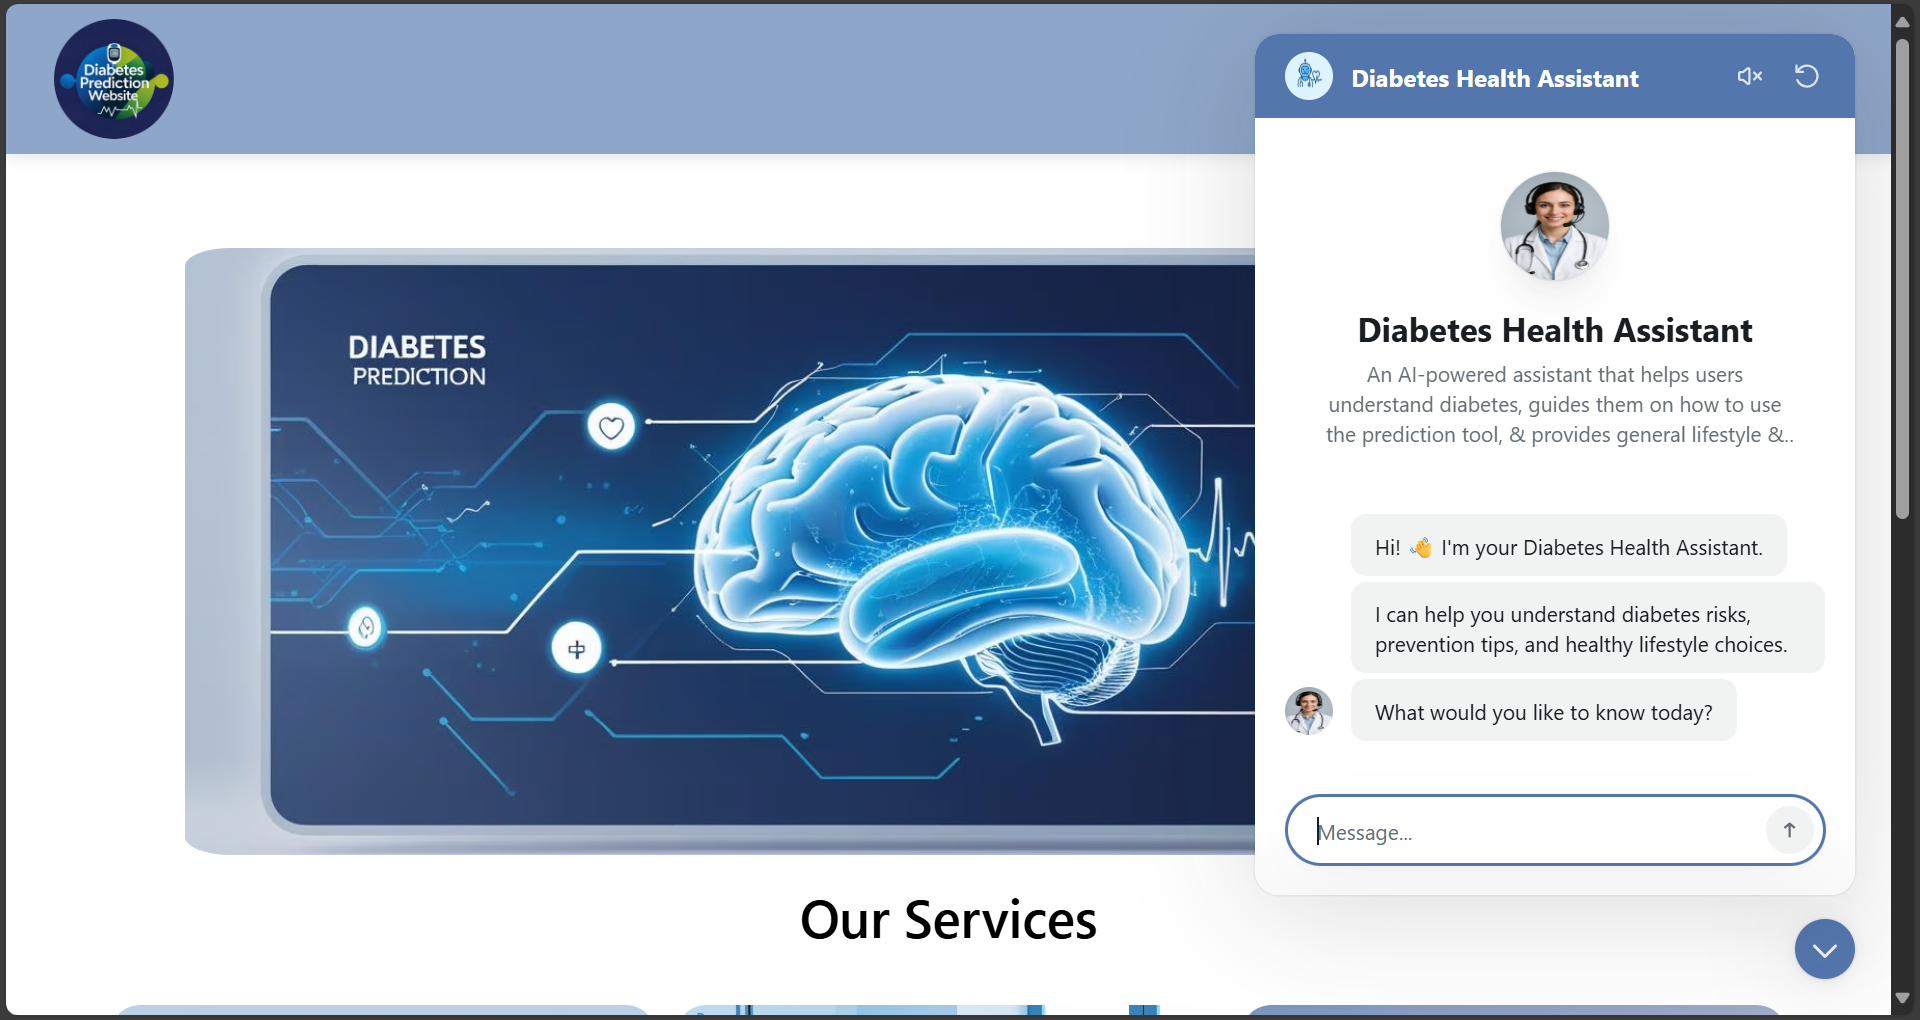 Diabetes
Prediction
Website
DIABETES
PREDICTION
Our Services
Diabetes Health Assistant
Diabetes Health Assistant
An AI-powered assistant that helps users
understand diabetes, guides them on how to use
the prediction tool, & provides general lifestyle &..
Hi! 👋 I'm your Diabetes Health Assistant.
I can help you understand diabetes risks,
prevention tips, and healthy lifestyle choices.
What would you like to know today?
Message...